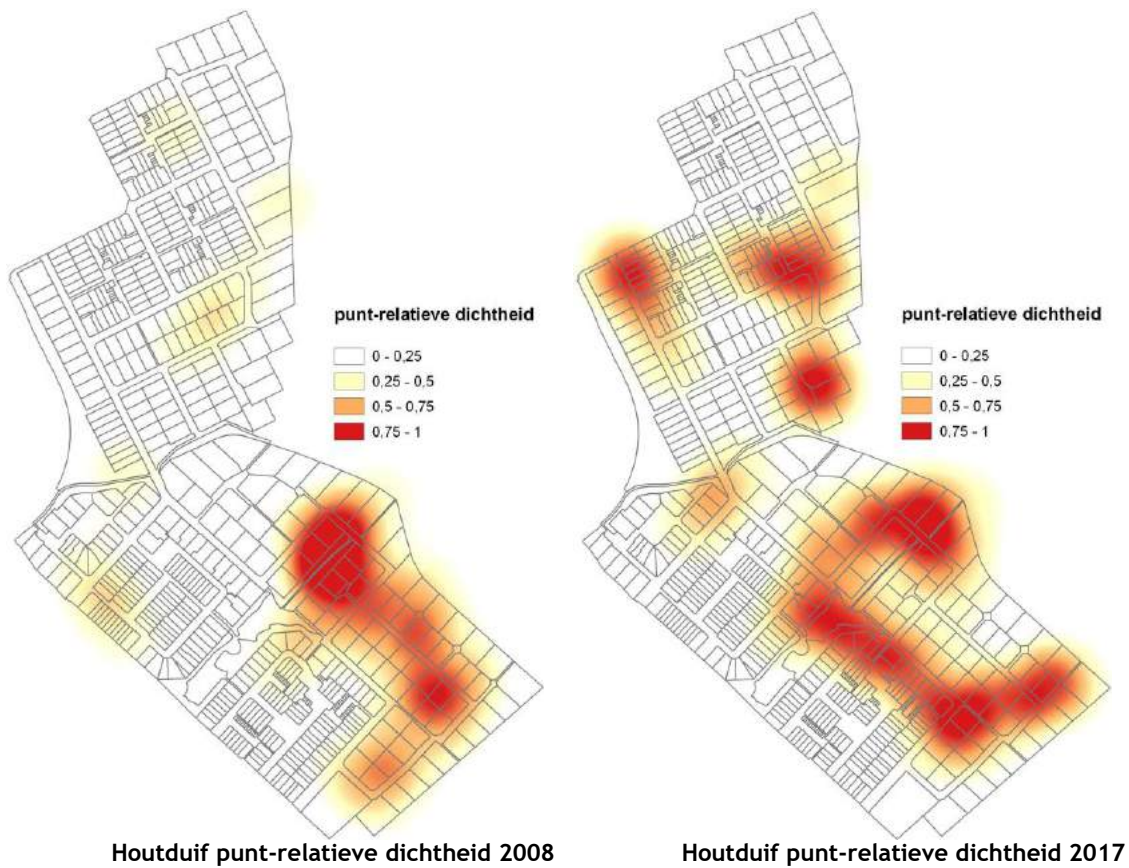 punt-relatieve dichtheid
0 - 0,25
0,25 - 0,5
0,5 - 0,75
0,75 - 1
punt-relatieve dichtheid
0 - 0,25
0,25 - 0,5
0,5 - 0,75
0,75 - 1
Houtduif punt-relatieve dichtheid 2008
Houtduif punt-relatieve dichtheid 2017